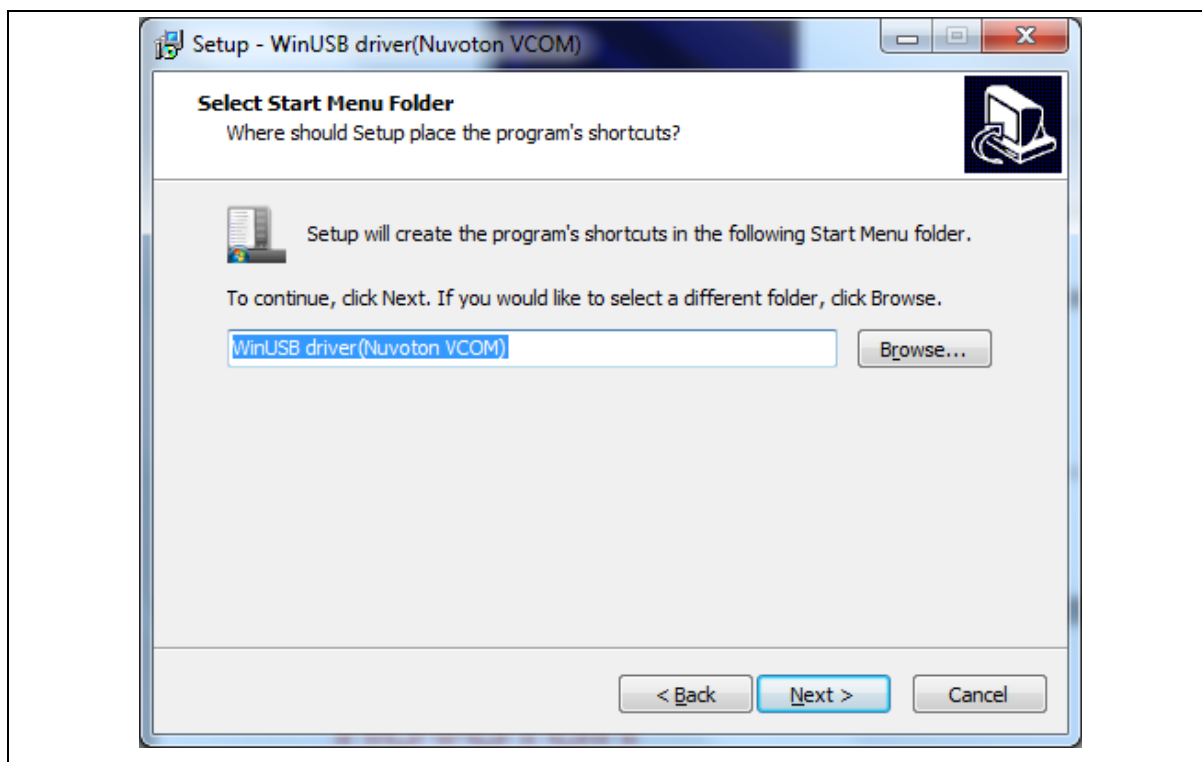 Setup - WinUSB driver(Nuvoton VCOM)
Select Start Menu Folder
Where should Setup place the program's shortcuts?
Setup will create the program's shortcuts in the following Start Menu folder.
To continue, click Next. If you would like to select a different folder, click Browse.
WinUSB driver(Nuvoton VCOM)
Browse...
< Back
Next >
Cancel